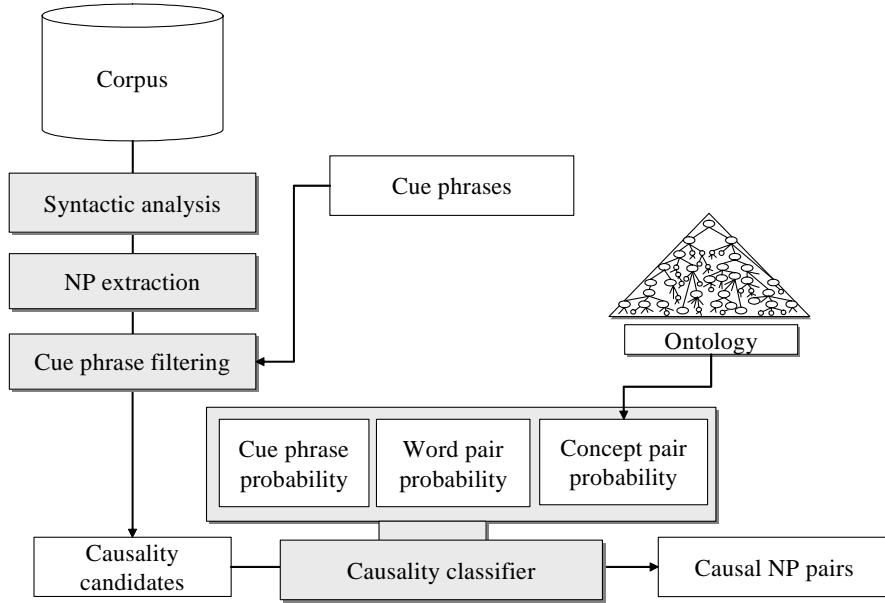 Corpus
Syntactic analysis
Cue phrases
NP extraction
Cue phrase filtering
Ontology
Cue phrase
probability
Word pair
probability
Concept pair
probability
Causality
candidates
Causality classifier
Causal NP pairs